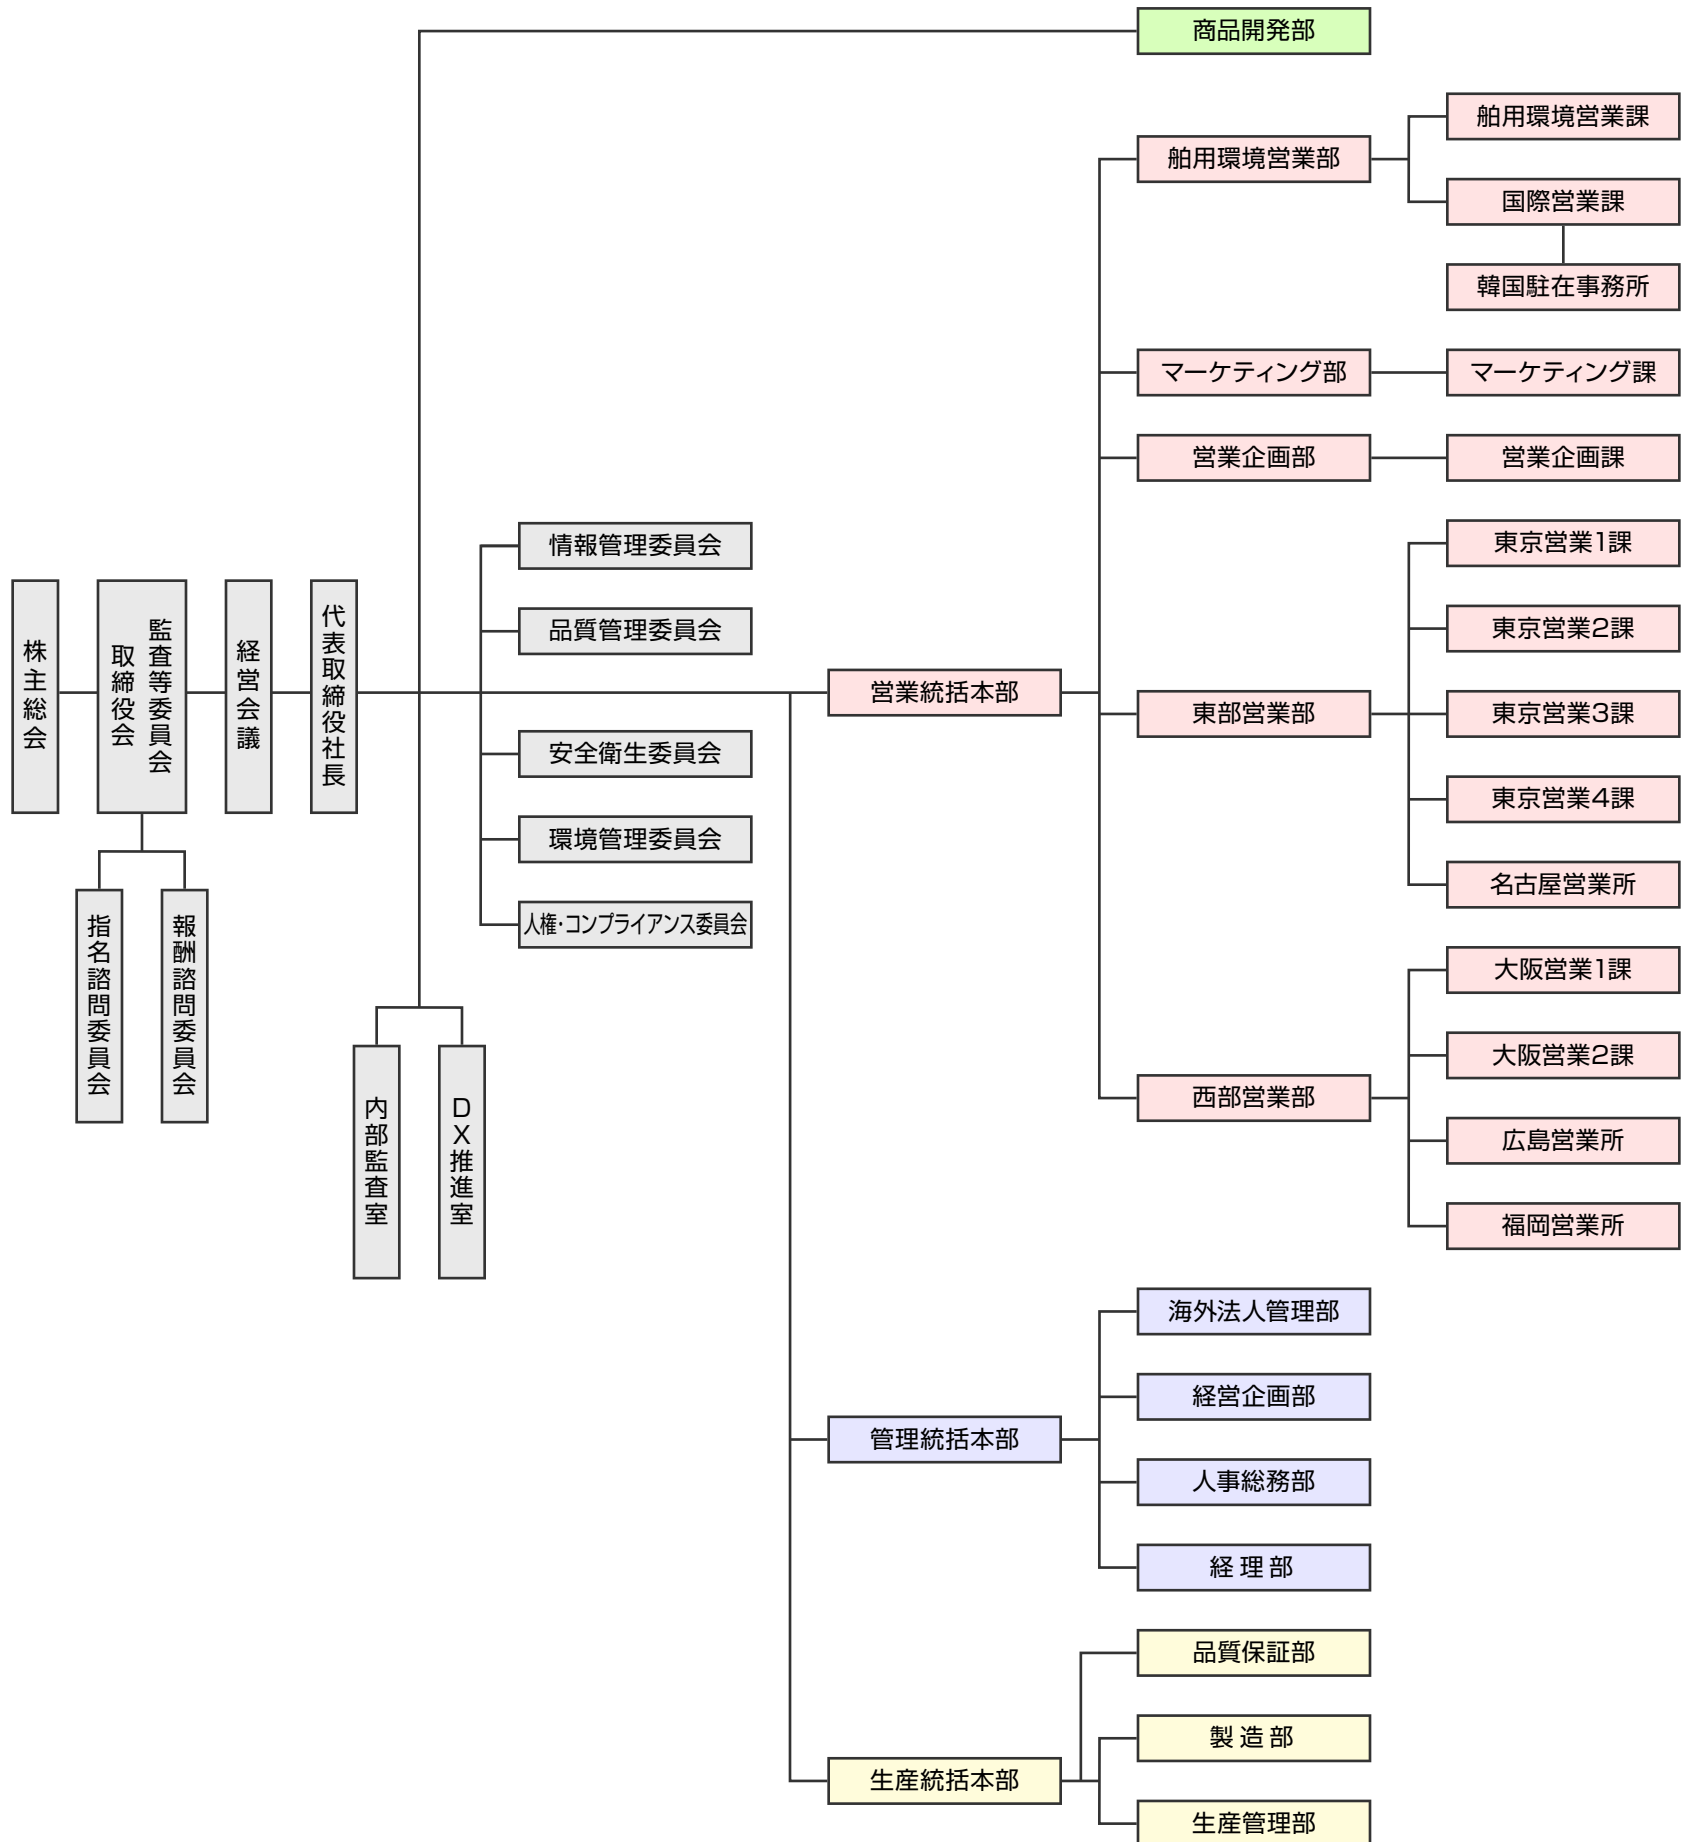 商品開発部
舶用環境営業課
舶用環境営業部
国際営業課
韓国駐在事務所
マーケティング部
マーケティング課
営業企画部
営業企画課
株主総会
監査等委員会
取締役会
経営会議
代表取締役社長
指名諮問委員会
報酬諮問委員会
内部監査室
DX推進室
情報管理委員会
品質管理委員会
安全衛生委員会
環境管理委員会
人権・コンプライアンス委員会
営業統括本部
東部営業部
東京営業1課
東京営業2課
東京営業3課
東京営業4課
名古屋営業所
西部営業部
大阪営業1課
大阪営業2課
広島営業所
福岡営業所
管理統括本部
海外法人管理部
経営企画部
人事総務部
経理部
生産統括本部
品質保証部
製造部
生産管理部